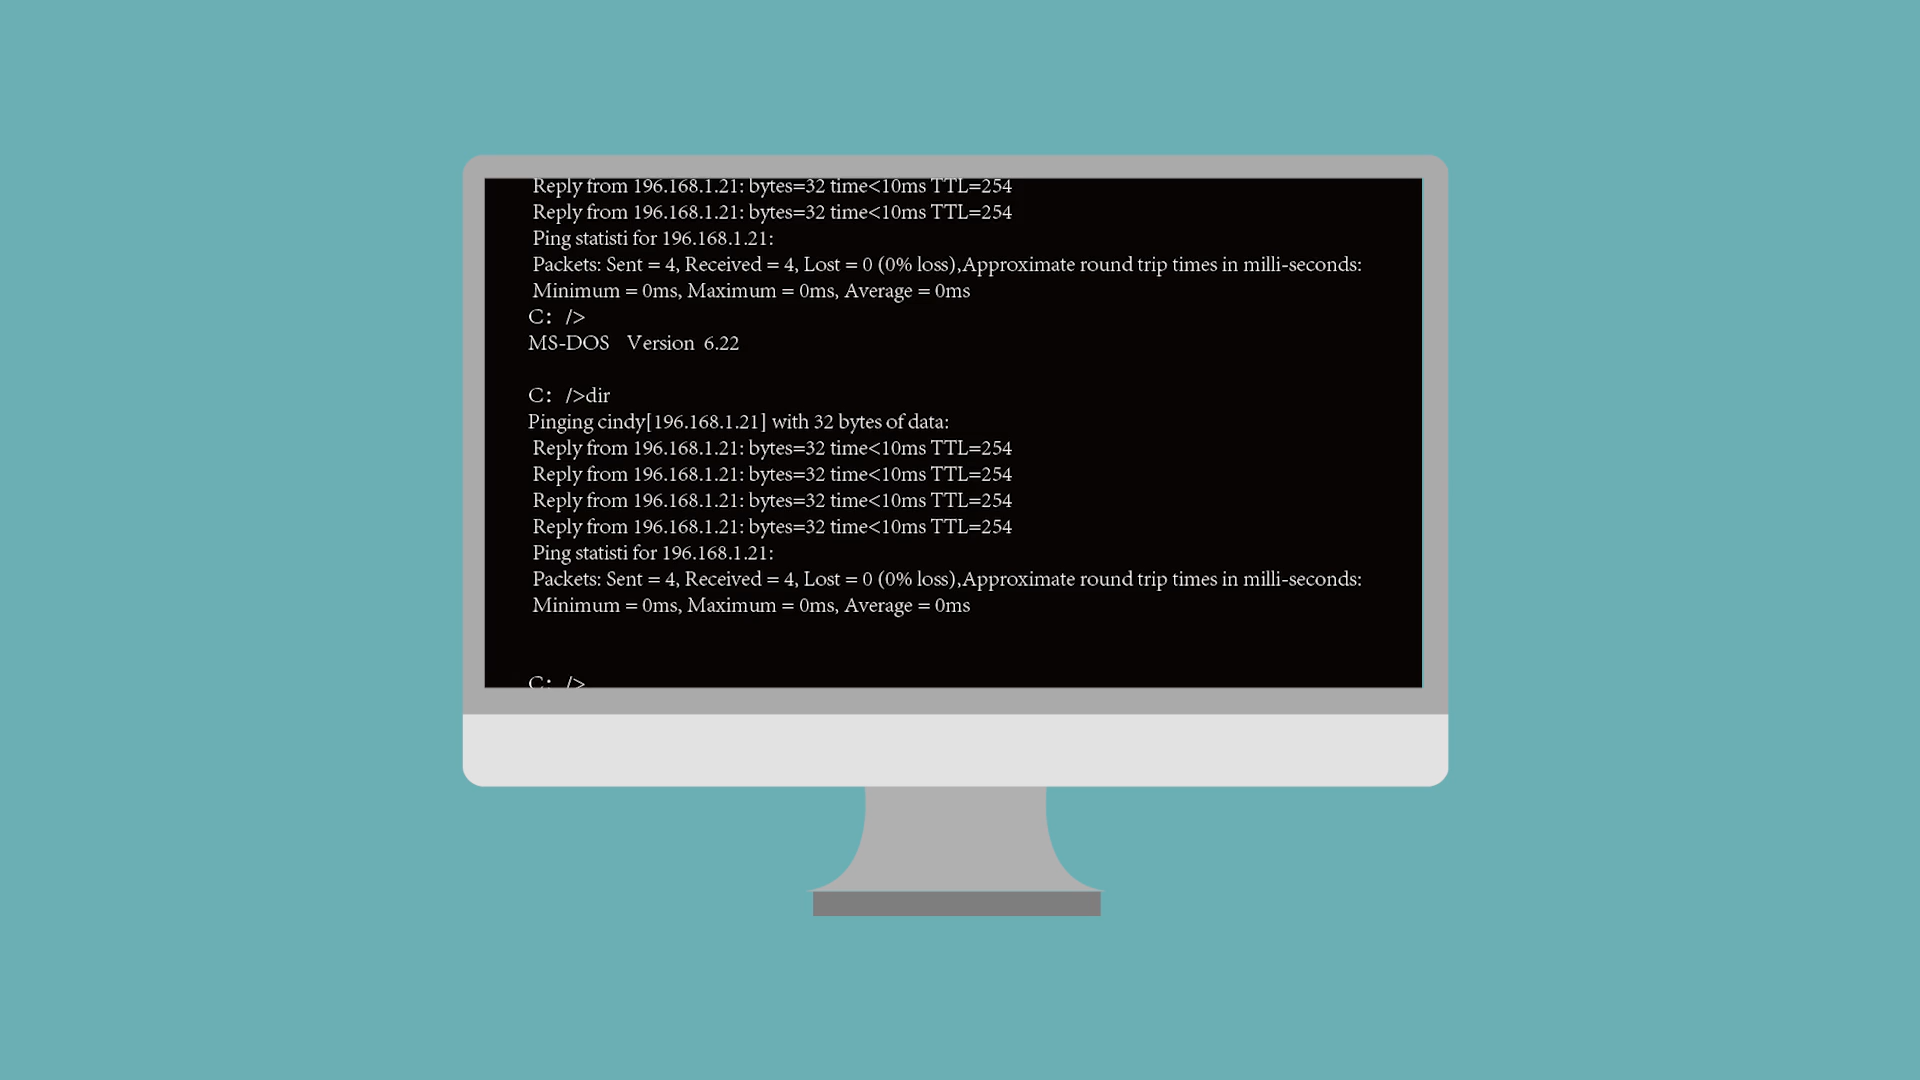 Reply from 196.168.1.21: bytes=32 time<10ms TTL=254
Reply from 196.168.1.21: bytes=32 time<10ms TTL=254
Ping statisti for 196.168.1.21:
Packets: Sent = 4, Received = 4, Lost = 0 (0% loss),Approximate round trip times in milli-seconds:
Minimum = 0ms, Maximum = 0ms, Average = 0ms
C: />
MS-DOS Version 6.22
C: />dir
Pinging cindy[196.168.1.21] with 32 bytes of data:
Reply from 196.168.1.21: bytes=32 time<10ms TTL=254
Reply from 196.168.1.21: bytes=32 time<10ms TTL=254
Reply from 196.168.1.21: bytes=32 time<10ms TTL=254
Reply from 196.168.1.21: bytes=32 time<10ms TTL=254
Ping statisti for 196.168.1.21:
Packets: Sent = 4, Received = 4, Lost = 0 (0% loss),Approximate round trip times in milli-seconds:
Minimum = 0ms, Maximum = 0ms, Average = 0ms
C: />